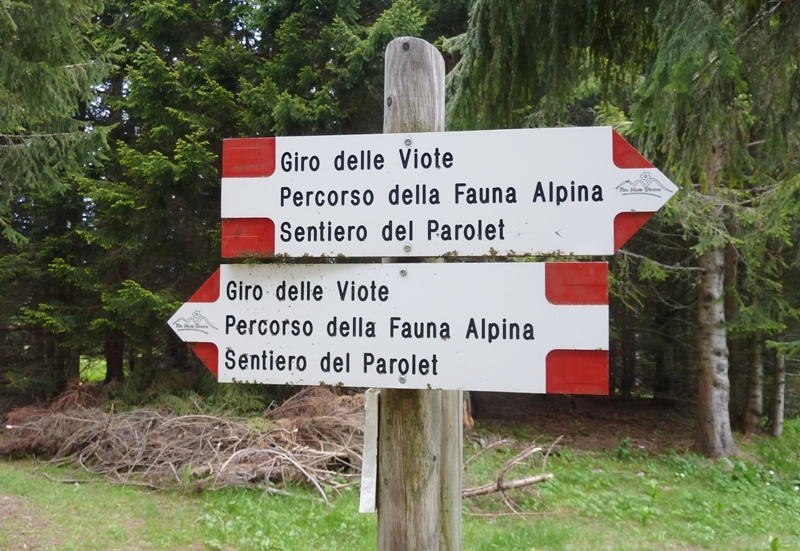 Giro delle Viote
Percorso della Fauna Alpina
Sentiero del Parolet
Giro delle Viote
Percorso della Fauna Alpina
Sentiero del Parolet